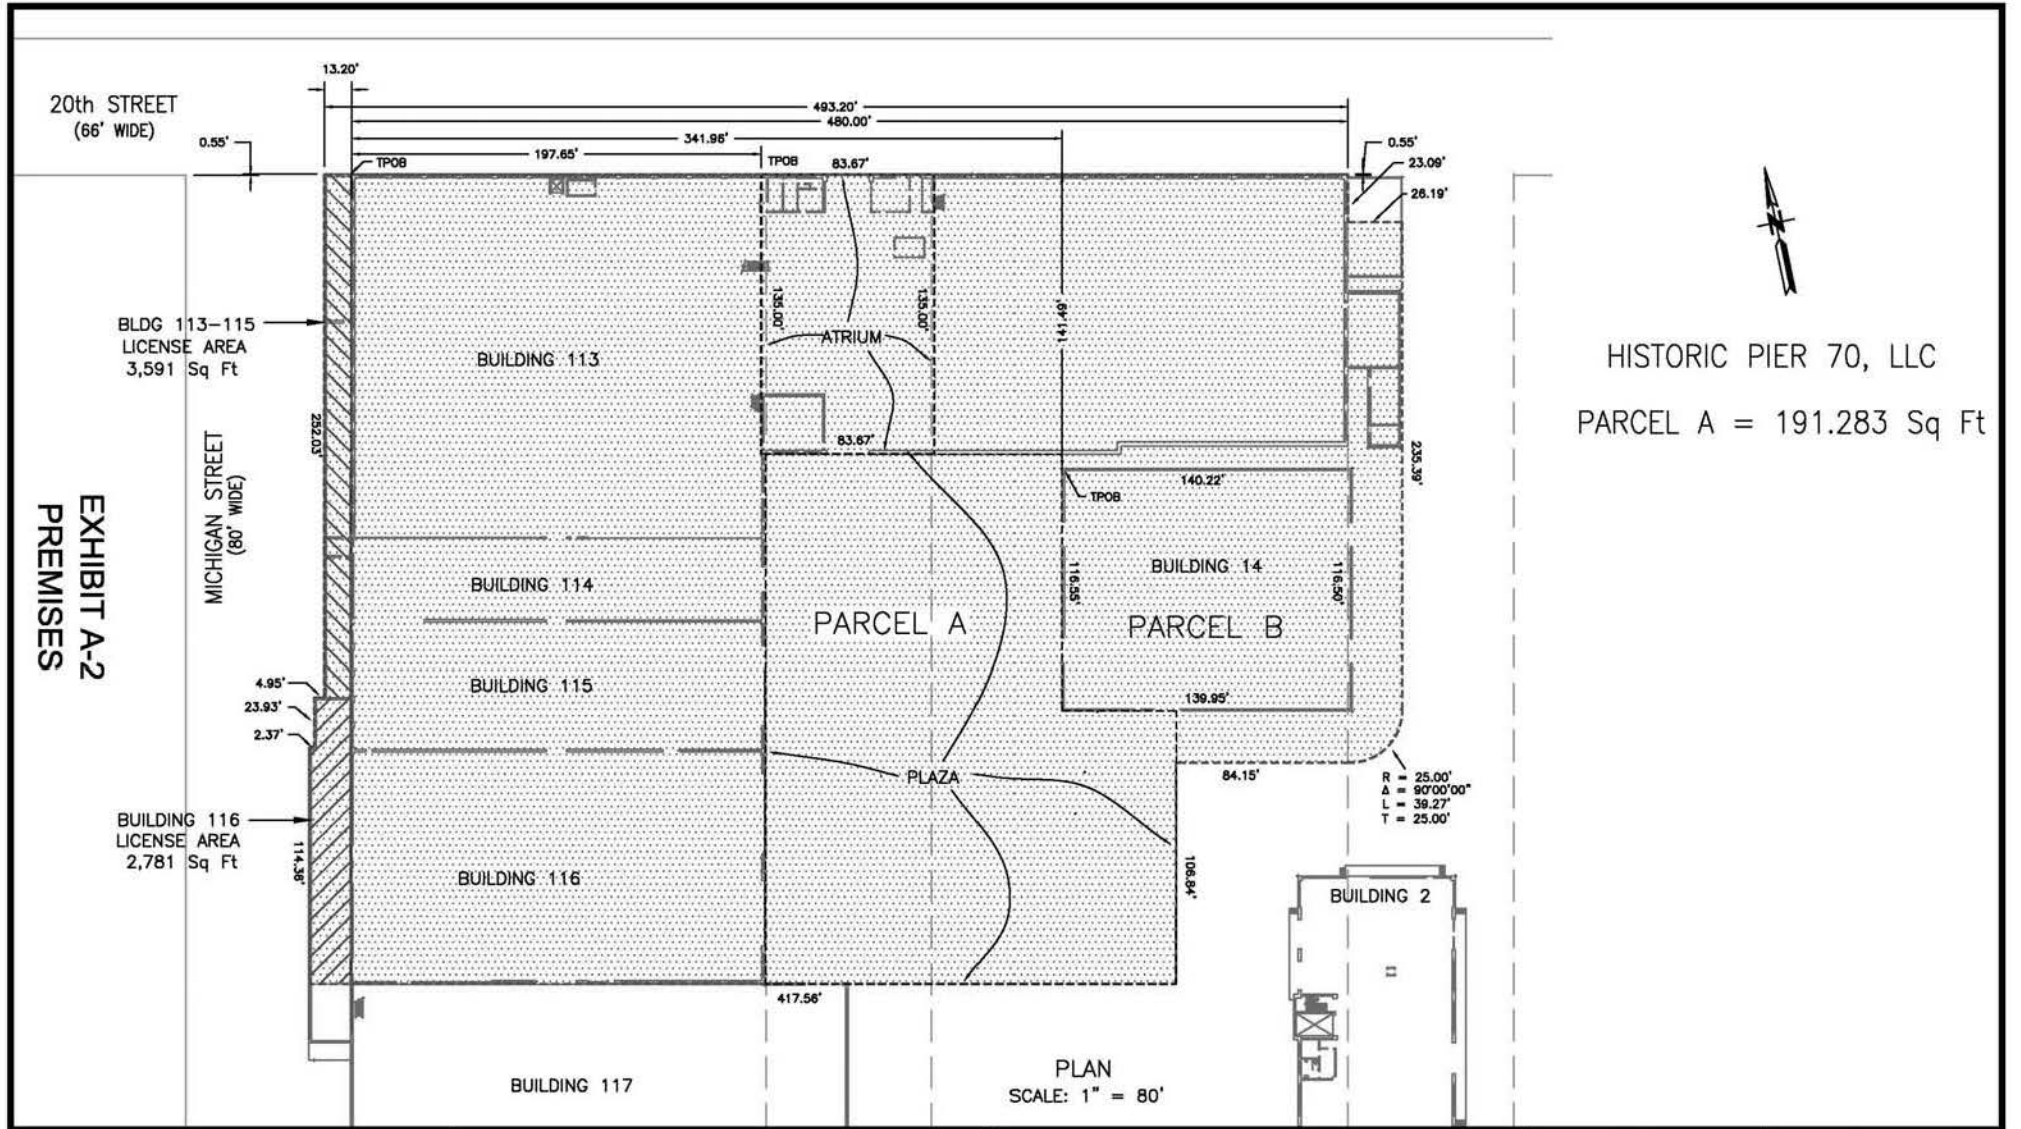 13.20'
20th STREET
(66' WIDE)
493.20'
480.00'
341.96'
0.55'
197.65'
TPOB
TPOB
83.67'
0.55'
23.09'
26.19'
BLDG 113-115
LICENSE AREA
3,591 Sq Ft
BUILDING 113
135.00'
135.00'
ATRIUM
141.49'
N
HISTORIC PIER 70, LLC
PARCEL A = 191.283 Sq Ft
252.03'
MICHIGAN STREET
(80' WIDE)
83.67'
235.39'
EXHIBIT A-2
PREMISES
140.22'
TPOB
BUILDING 114
BUILDING 14
116.55'
116.50'
PARCEL A
PARCEL B
BUILDING 115
4.95'
23.93'
2.37'
139.95'
PLAZA
84.15'
R = 25.00'
Δ = 90°00'00"
L = 39.27'
T = 25.00'
BUILDING 116
LICENSE AREA
2,781 Sq Ft
114.36'
BUILDING 116
106.84'
BUILDING 2
417.56'
BUILDING 117
PLAN
SCALE: 1" = 80'